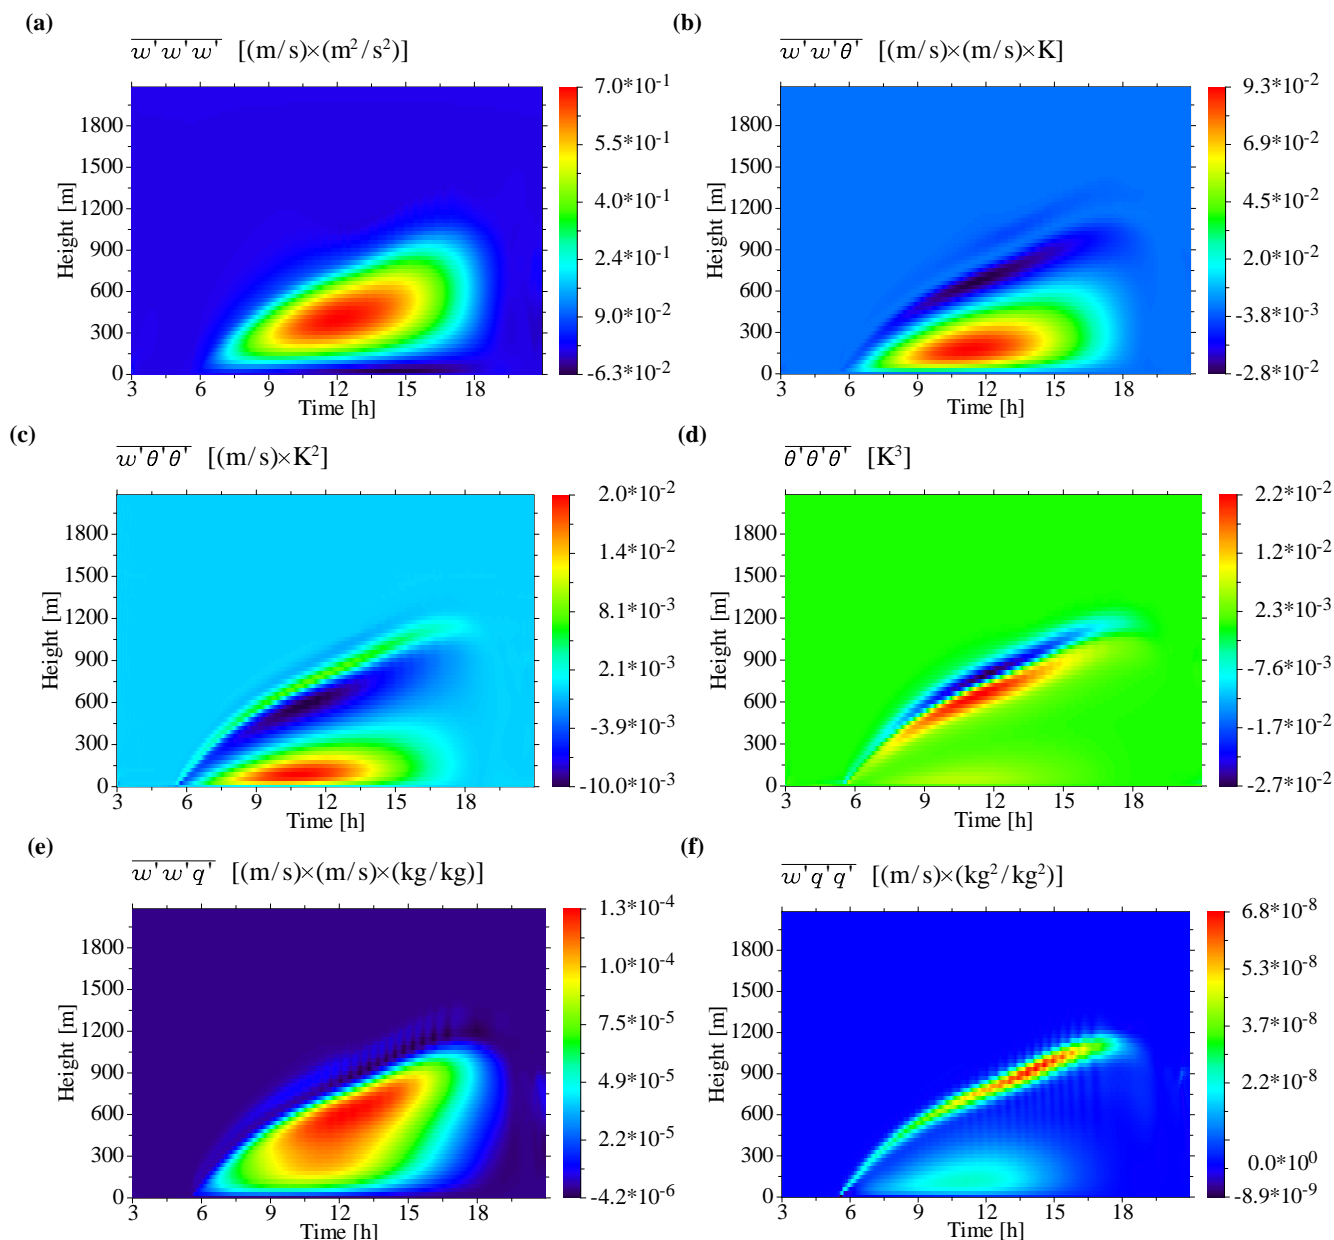 (a)
w'w'w' [(m/s)×(m²/s²)]
7.0*10⁻¹
5.5*10⁻¹
4.0*10⁻¹
2.4*10⁻¹
9.0*10⁻²
-6.3*10⁻²
1800
1500
1200
900
600
300
0
Height [m]
3 6 9 12 15 18
Time [h]
(b)
w'w'θ' [(m/s)×(m/s)×K]
9.3*10⁻²
6.9*10⁻²
4.5*10⁻²
2.1*10⁻²
-3.8*10⁻³
-2.8*10⁻²
1800
1500
1200
900
600
300
0
Height [m]
3 6 9 12 15 18
Time [h]
(c)
w'θ'θ' [(m/s)×K²]
2.0*10⁻²
1.4*10⁻²
8.1*10⁻³
2.1*10⁻³
-3.9*10⁻³
-10.0*10⁻³
1800
1500
1200
900
600
300
0
Height [m]
3 6 9 12 15 18
Time [h]
(d)
θ'θ'θ' [K³]
2.2*10⁻²
1.2*10⁻²
2.3*10⁻³
-7.6*10⁻³
-1.7*10⁻²
-2.7*10⁻²
1800
1500
1200
900
600
300
0
Height [m]
3 6 9 12 15 18
Time [h]
(e)
w'w'q' [(m/s)×(m/s)×(kg/kg)]
1.3*10⁻⁴
1.0*10⁻⁴
7.5*10⁻⁵
4.9*10⁻⁵
2.2*10⁻⁵
-4.2*10⁻⁶
1800
1500
1200
900
600
300
0
Height [m]
3 6 9 12 15 18
Time [h]
(f)
w'q'q' [(m/s)×(kg²/kg²)]
6.8*10⁻⁸
5.3*10⁻⁸
3.7*10⁻⁸
2.2*10⁻⁸
0.0*10⁰
-8.9*10⁻⁹
1800
1500
1200
900
600
300
0
Height [m]
3 6 9 12 15 18
Time [h]